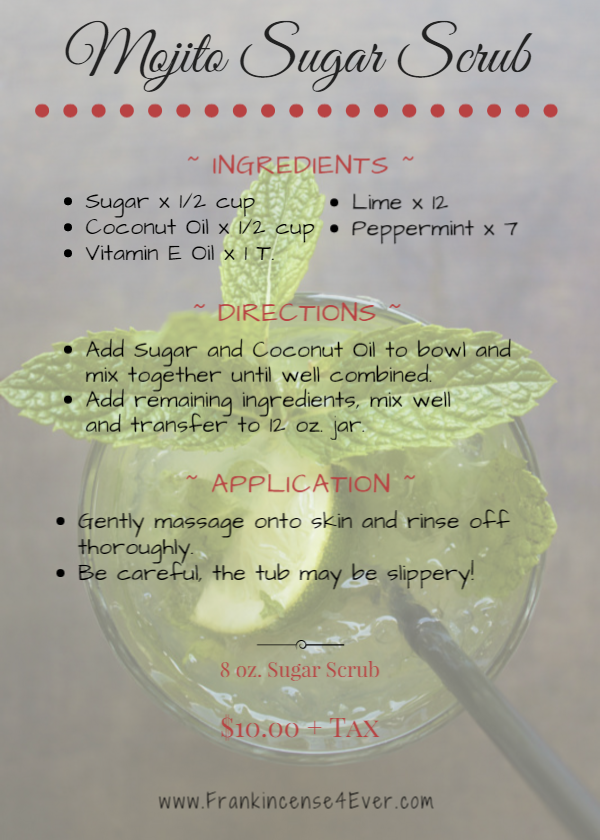 Mojito Sugar Scrub
~ INGREDIENTS ~
• Sugar x 1/2 cup
• Coconut Oil x 1/2 cup
• Vitamin E Oil x 1 T.
• Lime x 12
• Peppermint x 7
~ DIRECTIONS ~
• Add Sugar and Coconut Oil to bowl and
mix together until well combined.
• Add remaining ingredients, mix well
and transfer to 12 oz. jar.
~ APPLICATION ~
• Gently massage onto skin and rinse off
thoroughly.
• Be careful, the tub may be slippery!
8 oz. Sugar Scrub
$10.00 + TAX
www.Frankincense4Ever.com